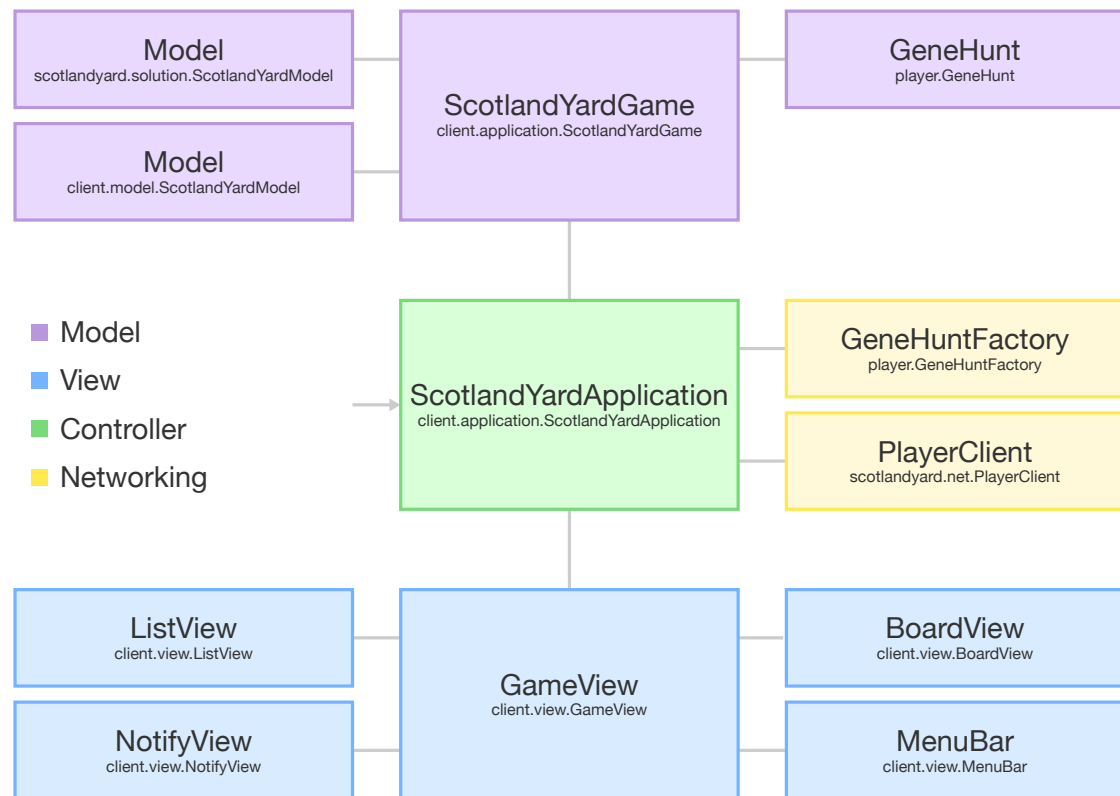 Model
scotlandyard.solution.ScotlandYardModel
Model
client.model.ScotlandYardModel
ScotlandYardGame
client.application.ScotlandYardGame
GeneHunt
player.GeneHunt
Model
View
Controller
Networking
ScotlandYardApplication
client.application.ScotlandYardApplication
GeneHuntFactory
player.GeneHuntFactory
PlayerClient
scotlandyard.net.PlayerClient
ListView
client.view.ListView
NotifyView
client.view.NotifyView
GameView
client.view.GameView
BoardView
client.view.BoardView
MenuBar
client.view.MenuBar